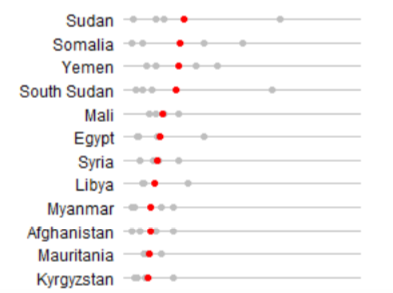 Sudan
Somalia
Yemen
South Sudan
Mali
Egypt
Syria
Libya
Myanmar
Afghanistan
Mauritania
Kyrgyzstan